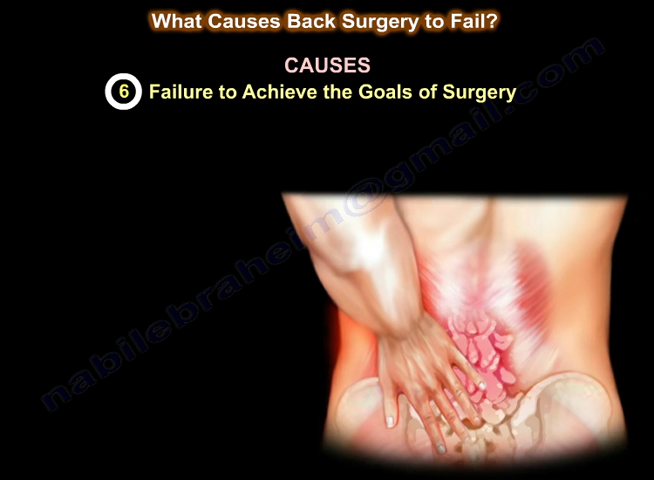 What Causes Back Surgery to Fail?
CAUSES
6 Failure to Achieve the Goals of Surgery
nabilebraheim@gmail.com